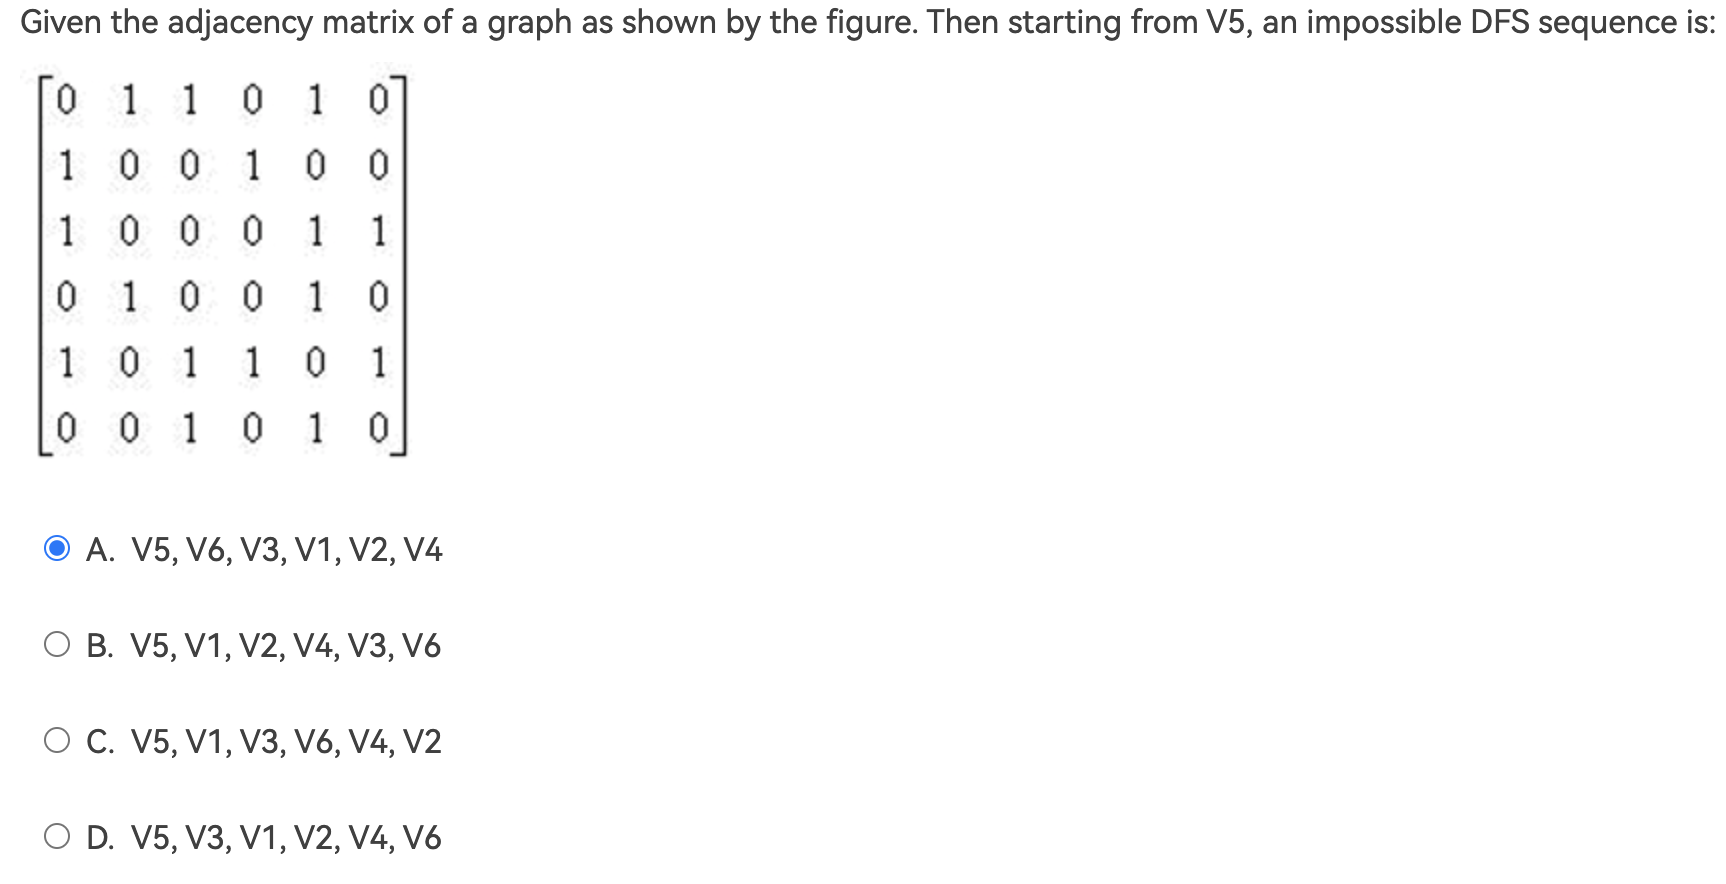 Given the adjacency matrix of a graph as shown by the figure. Then starting from V5, an impossible DFS sequence is:
0 1 1 0 1 0
1 0 0 1 0 0
1 0 0 0 1 1
0 1 0 0 1 0
1 0 1 1 0 1
0 0 1 0 1 0
A. V5, V6, V3, V1, V2, V4
B. V5, V1, V2, V4, V3, V6
C. V5, V1, V3, V6, V4, V2
D. V5, V3, V1, V2, V4, V6